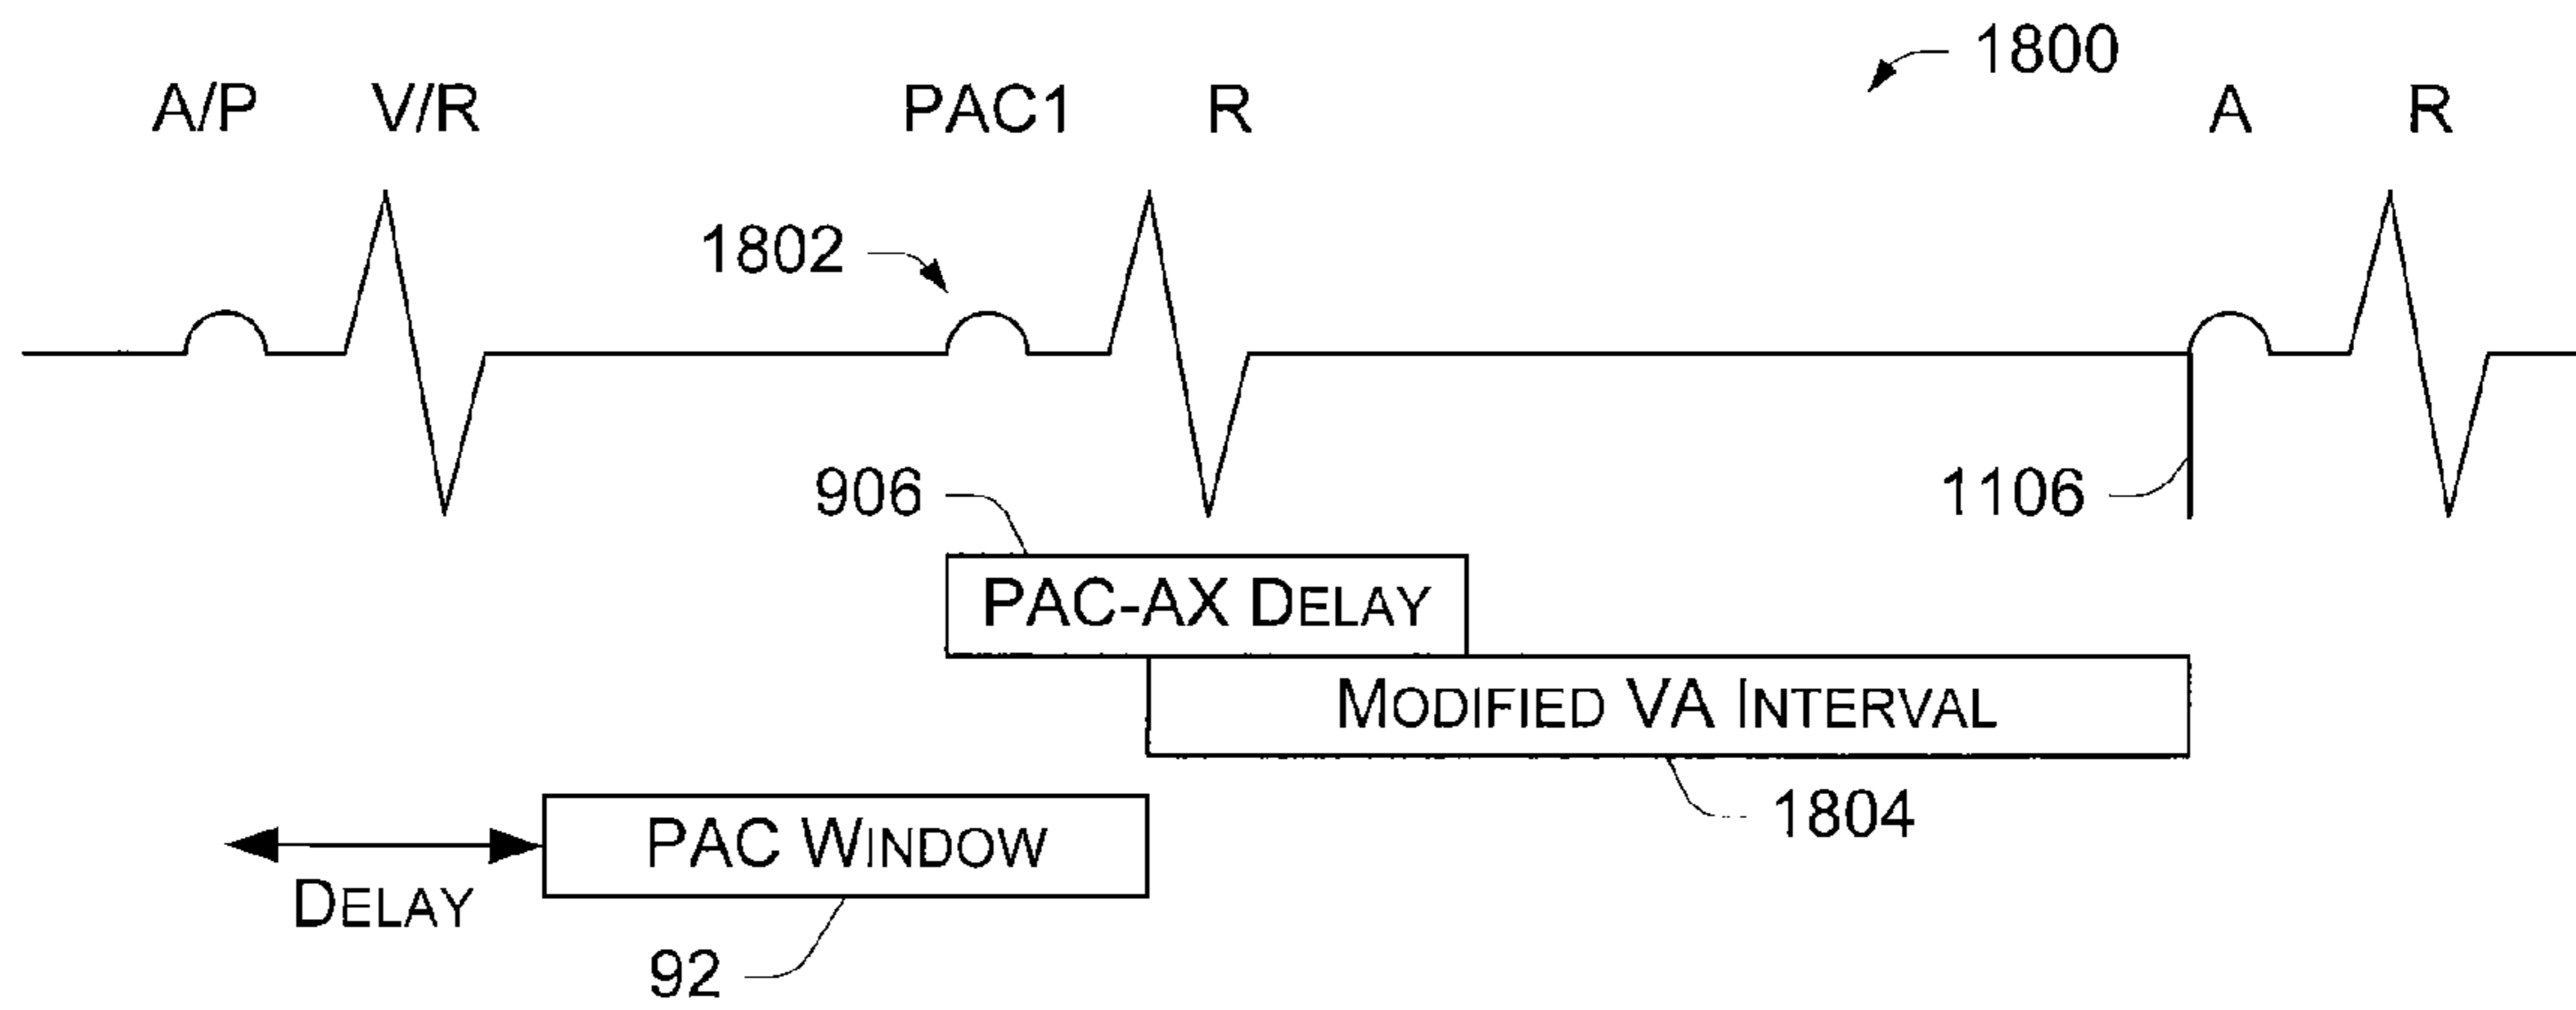 1800
A/P V/R PAC1 R A R
1802
906 1106
PAC-AX DELAY
MODIFIED VA INTERVAL
1804
PAC WINDOW
DELAY
92